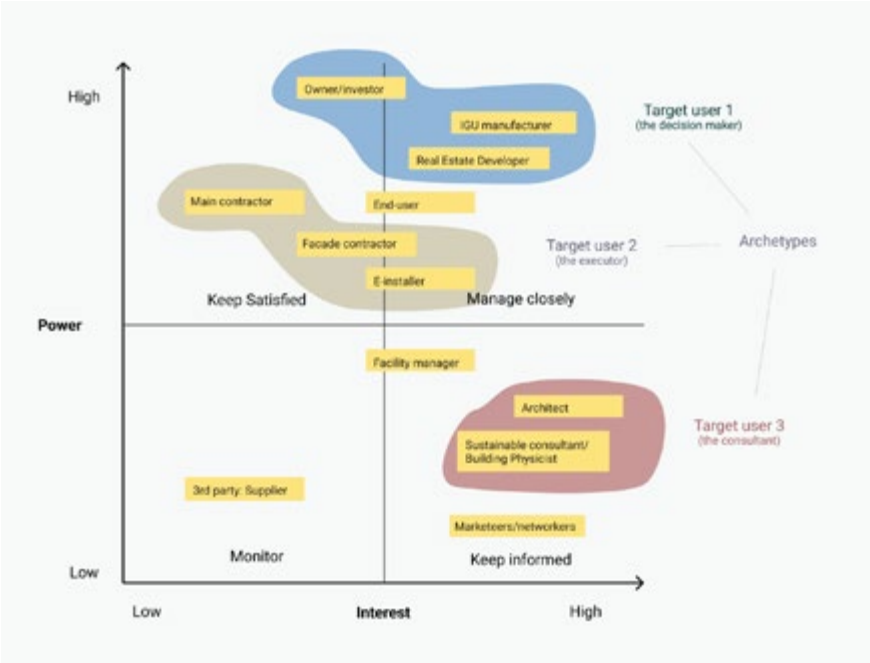 High
Owner/investor
IGU manufacturer
Real Estate Developer
Target user 1
(the decision maker)
Main contractor
End-user
Facade contractor
E-installer
Target user 2
(the executor)
Archetypes
Keep Satisfied
Manage closely
Power
Facility manager
Architect
Sustainable consultant/
Building Physicist
Target user 3
(the consultant)
3rd party: Supplier
Marketeers/networkers
Monitor
Keep informed
Low
Low
Interest
High